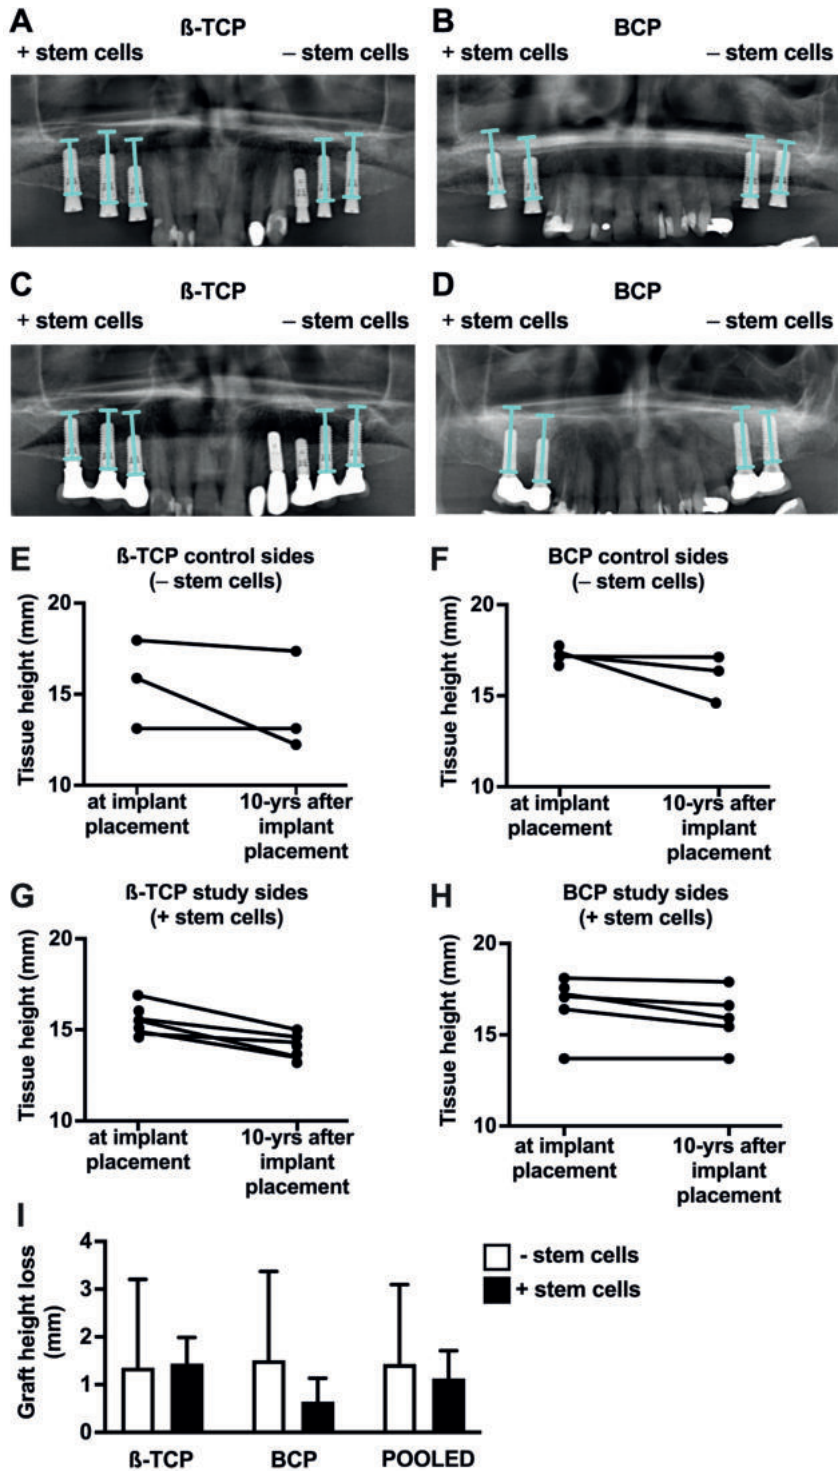 A
ß-TCP
+ stem cells
– stem cells
B
BCP
+ stem cells
– stem cells
C
ß-TCP
+ stem cells
– stem cells
D
BCP
+ stem cells
– stem cells
E
ß-TCP control sides
(– stem cells)
Tissue height (mm)
20
15
10
at implant
placement
10-yrs after
implant
placement
F
BCP control sides
(– stem cells)
Tissue height (mm)
20
15
10
at implant
placement
10-yrs after
implant
placement
G
ß-TCP study sides
(+ stem cells)
Tissue height (mm)
20
15
10
at implant
placement
10-yrs after
implant
placement
H
BCP study sides
(+ stem cells)
Tissue height (mm)
20
15
10
at implant
placement
10-yrs after
implant
placement
I
Graft height loss
(mm)
4
3
2
1
0
ß-TCP
BCP
POOLED
- stem cells
+ stem cells